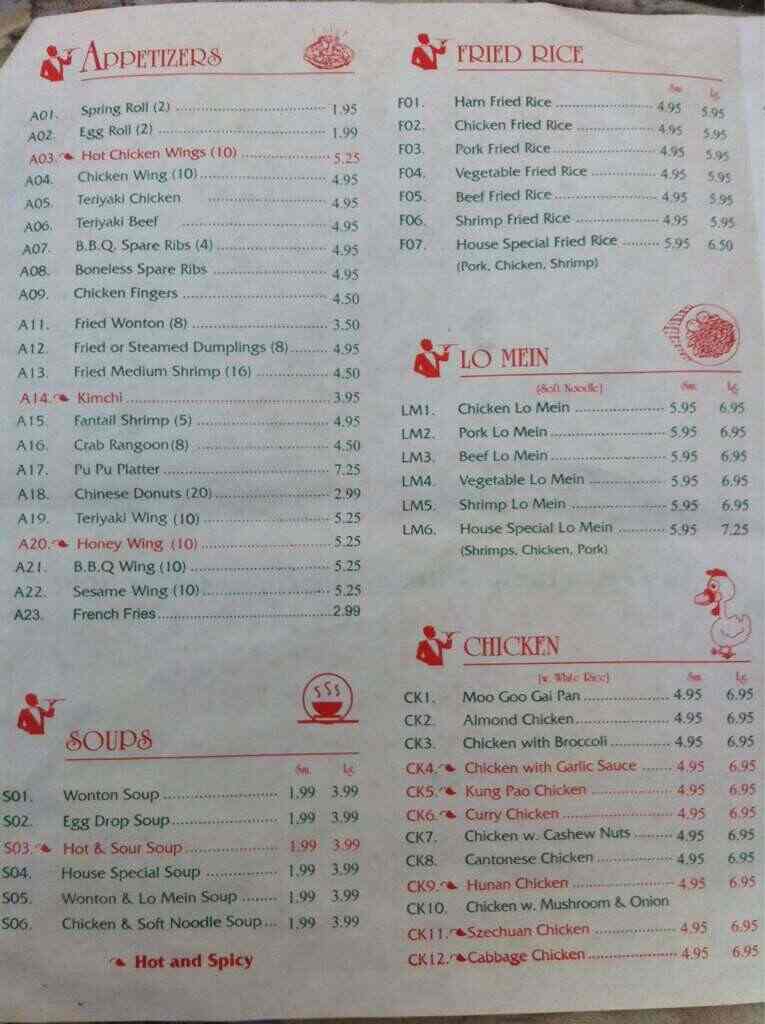 APPETIZERS
A01. Spring Roll (2) 1.95
A02. Egg Roll (2) 1.99
A03. Hot Chicken Wings (10) 5.25
A04. Chicken Wing (10) 4.95
A05. Teriyaki Chicken 4.95
A06. Teriyaki Beef 4.95
A07. B.B.Q. Spare Ribs (4) 4.95
A08. Boneless Spare Ribs 4.95
A09. Chicken Fingers 4.50
A11. Fried Wonton (8) 3.50
A12. Fried or Steamed Dumplings (8) 4.95
A13. Fried Medium Shrimp (16) 4.50
A14. Kimchi 3.95
A15. Fantail Shrimp (5) 4.95
A16. Crab Rangoon(8) 4.50
A17. Pu Pu Platter 7.25
A18. Chinese Donuts (20) 2.99
A19. Teriyaki Wing (10) 5.25
A20. Honey Wing (10) 5.25
A21. B.B.Q Wing (10) 5.25
A22. Sesame Wing (10) 5.25
A23. French Fries 2.99
SOUPS
Sm. Lg.
S01. Wonton Soup 1.99 3.99
S02. Egg Drop Soup 1.99 3.99
S03. Hot & Sour Soup 1.99 3.99
S04. House Special Soup 1.99 3.99
S05. Wonton & Lo Mein Soup 1.99 3.99
S06. Chicken & Soft Noodle Soup 1.99 3.99
Hot and Spicy
FRIED RICE
Sm. Lg.
F01. Ham Fried Rice 4.95 5.95
F02. Chicken Fried Rice 4.95 5.95
F03. Pork Fried Rice 4.95 5.95
F04. Vegetable Fried Rice 4.95 5.95
F05. Beef Fried Rice 4.95 5.95
F06. Shrimp Fried Rice 4.95 5.95
F07. House Special Fried Rice 5.95 6.50
(Pork, Chicken, Shrimp)
LO MEIN
(Soft Noodle) Sm. Lg.
LM1. Chicken Lo Mein 5.95 6.95
LM2. Pork Lo Mein 5.95 6.95
LM3. Beef Lo Mein 5.95 6.95
LM4. Vegetable Lo Mein 5.95 6.95
LM5. Shrimp Lo Mein 5.95 6.95
LM6. House Special Lo Mein 5.95 7.25
(Shrimps, Chicken, Pork)
CHICKEN
(w. White Rice) Sm. Lg.
CK1. Moo Goo Gai Pan 4.95 6.95
CK2. Almond Chicken 4.95 6.95
CK3. Chicken with Broccoli 4.95 6.95
CK4. Chicken with Garlic Sauce 4.95 6.95
CK5. Kung Pao Chicken 4.95 6.95
CK6. Curry Chicken 4.95 6.95
CK7. Chicken w. Cashew Nuts 4.95 6.95
CK8. Cantonese Chicken 4.95 6.95
CK9. Hunan Chicken 4.95 6.95
CK10. Chicken w. Mushroom & Onion
CK11. Szechuan Chicken 4.95 6.95
CK12. Cabbage Chicken 4.95 6.95